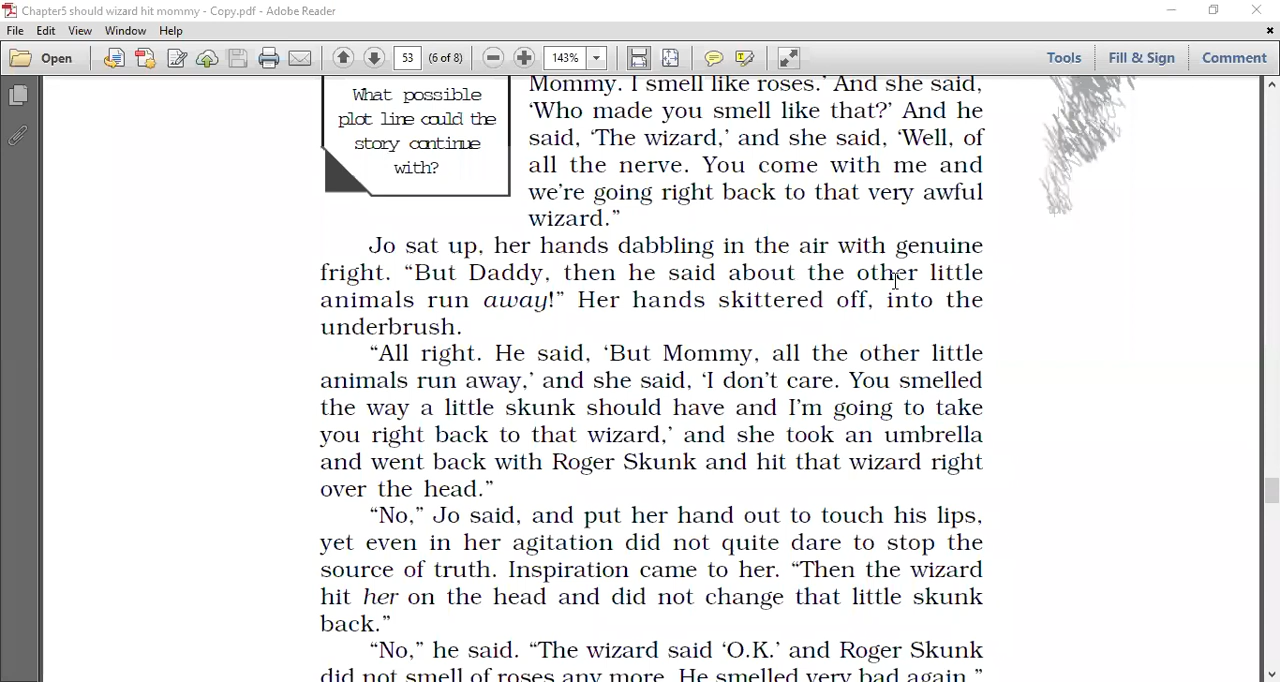 Chapter5 should wizard hit mommy - Copy.pdf - Adobe Reader
File Edit View Window Help
Open 53 (6 of 8) 143% Tools Fill & Sign Comment
What possible
plot line could the
story continue
with?
Mommy. I smell like roses.’ And she said,
‘Who made you smell like that?’ And he
said, ‘The wizard,’ and she said, ‘Well, of
all the nerve. You come with me and
we’re going right back to that very awful
wizard.”
Jo sat up, her hands dabbling in the air with genuine
fright. “But Daddy, then he said about the other little
animals run away!” Her hands skittered off, into the
underbrush.
“All right. He said, ‘But Mommy, all the other little
animals run away,’ and she said, ‘I don’t care. You smelled
the way a little skunk should have and I’m going to take
you right back to that wizard,’ and she took an umbrella
and went back with Roger Skunk and hit that wizard right
over the head.”
“No,” Jo said, and put her hand out to touch his lips,
yet even in her agitation did not quite dare to stop the
source of truth. Inspiration came to her. “Then the wizard
hit her on the head and did not change that little skunk
back.”
“No,” he said. “The wizard said ‘O.K.’ and Roger Skunk
did not smell of roses any more. He smelled very bad again.”